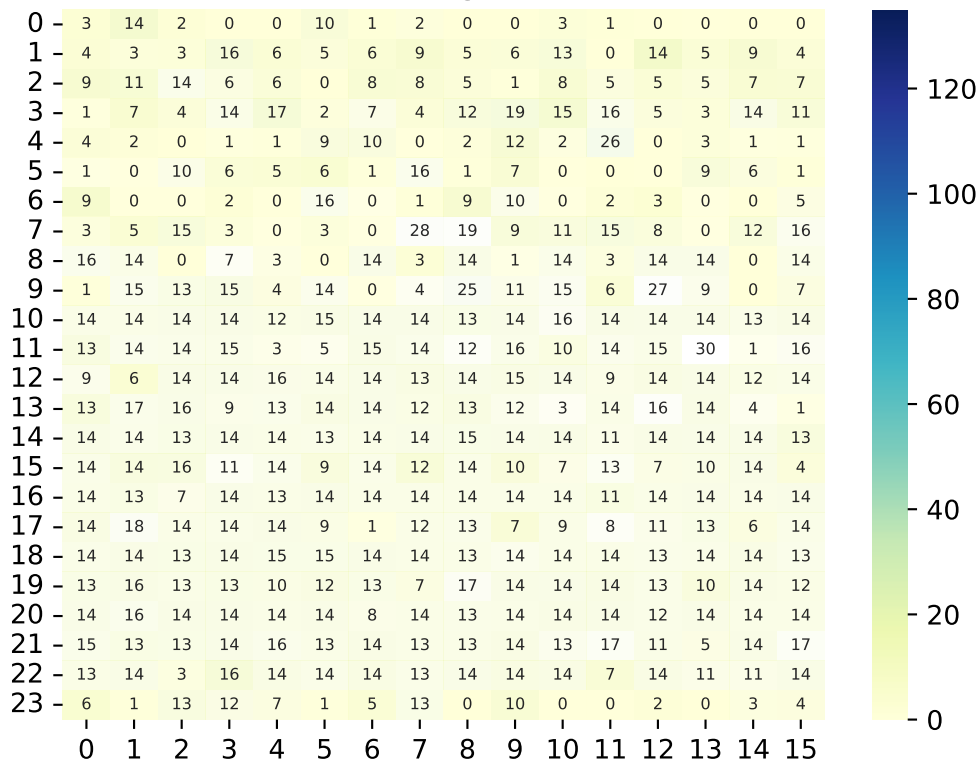 0 3 14 2 0 0 10 1 2 0 0 3 1 0 0 0 0
1 4 3 3 16 6 5 6 9 5 6 13 0 14 5 9 4
2 9 11 14 6 6 0 8 8 5 1 8 5 5 5 7 7
3 1 7 4 14 17 2 7 4 12 19 15 16 5 3 14 11
4 4 2 0 1 1 9 10 0 2 12 2 26 0 3 1 1
5 1 0 10 6 5 6 1 16 1 7 0 0 0 9 6 1
6 9 0 0 2 0 16 0 1 9 10 0 2 3 0 0 5
7 3 5 15 3 0 3 0 28 19 9 11 15 8 0 12 16
8 16 14 0 7 3 0 14 3 14 1 14 3 14 14 0 14
9 1 15 13 15 4 14 0 4 25 11 15 6 27 9 0 7
10 14 14 14 14 12 15 14 14 13 14 16 14 14 14 13 14
11 13 14 14 15 3 5 15 14 12 16 10 14 15 30 1 16
12 9 6 14 14 16 14 14 13 14 15 14 9 14 14 12 14
13 13 17 16 9 13 14 14 12 13 12 3 14 16 14 4 1
14 14 14 13 14 14 13 14 14 15 14 14 11 14 14 14 13
15 14 14 16 11 14 9 14 12 14 10 7 13 7 10 14 4
16 14 13 7 14 13 14 14 14 14 14 14 11 14 14 14 14
17 14 18 14 14 14 9 1 12 13 7 9 8 11 13 6 14
18 14 14 13 14 15 15 14 14 13 14 14 14 13 14 14 13
19 13 16 13 13 10 12 13 7 17 14 14 14 13 10 14 12
20 14 16 14 14 14 14 8 14 13 14 14 14 12 14 14 14
21 15 13 13 14 16 13 14 13 13 14 13 17 11 5 14 17
22 13 14 3 16 14 14 14 13 14 14 14 7 14 11 11 14
23 6 1 13 12 7 1 5 13 0 10 0 0 2 0 3 4
0 1 2 3 4 5 6 7 8 9 10 11 12 13 14 15
120
100
80
60
40
20
0